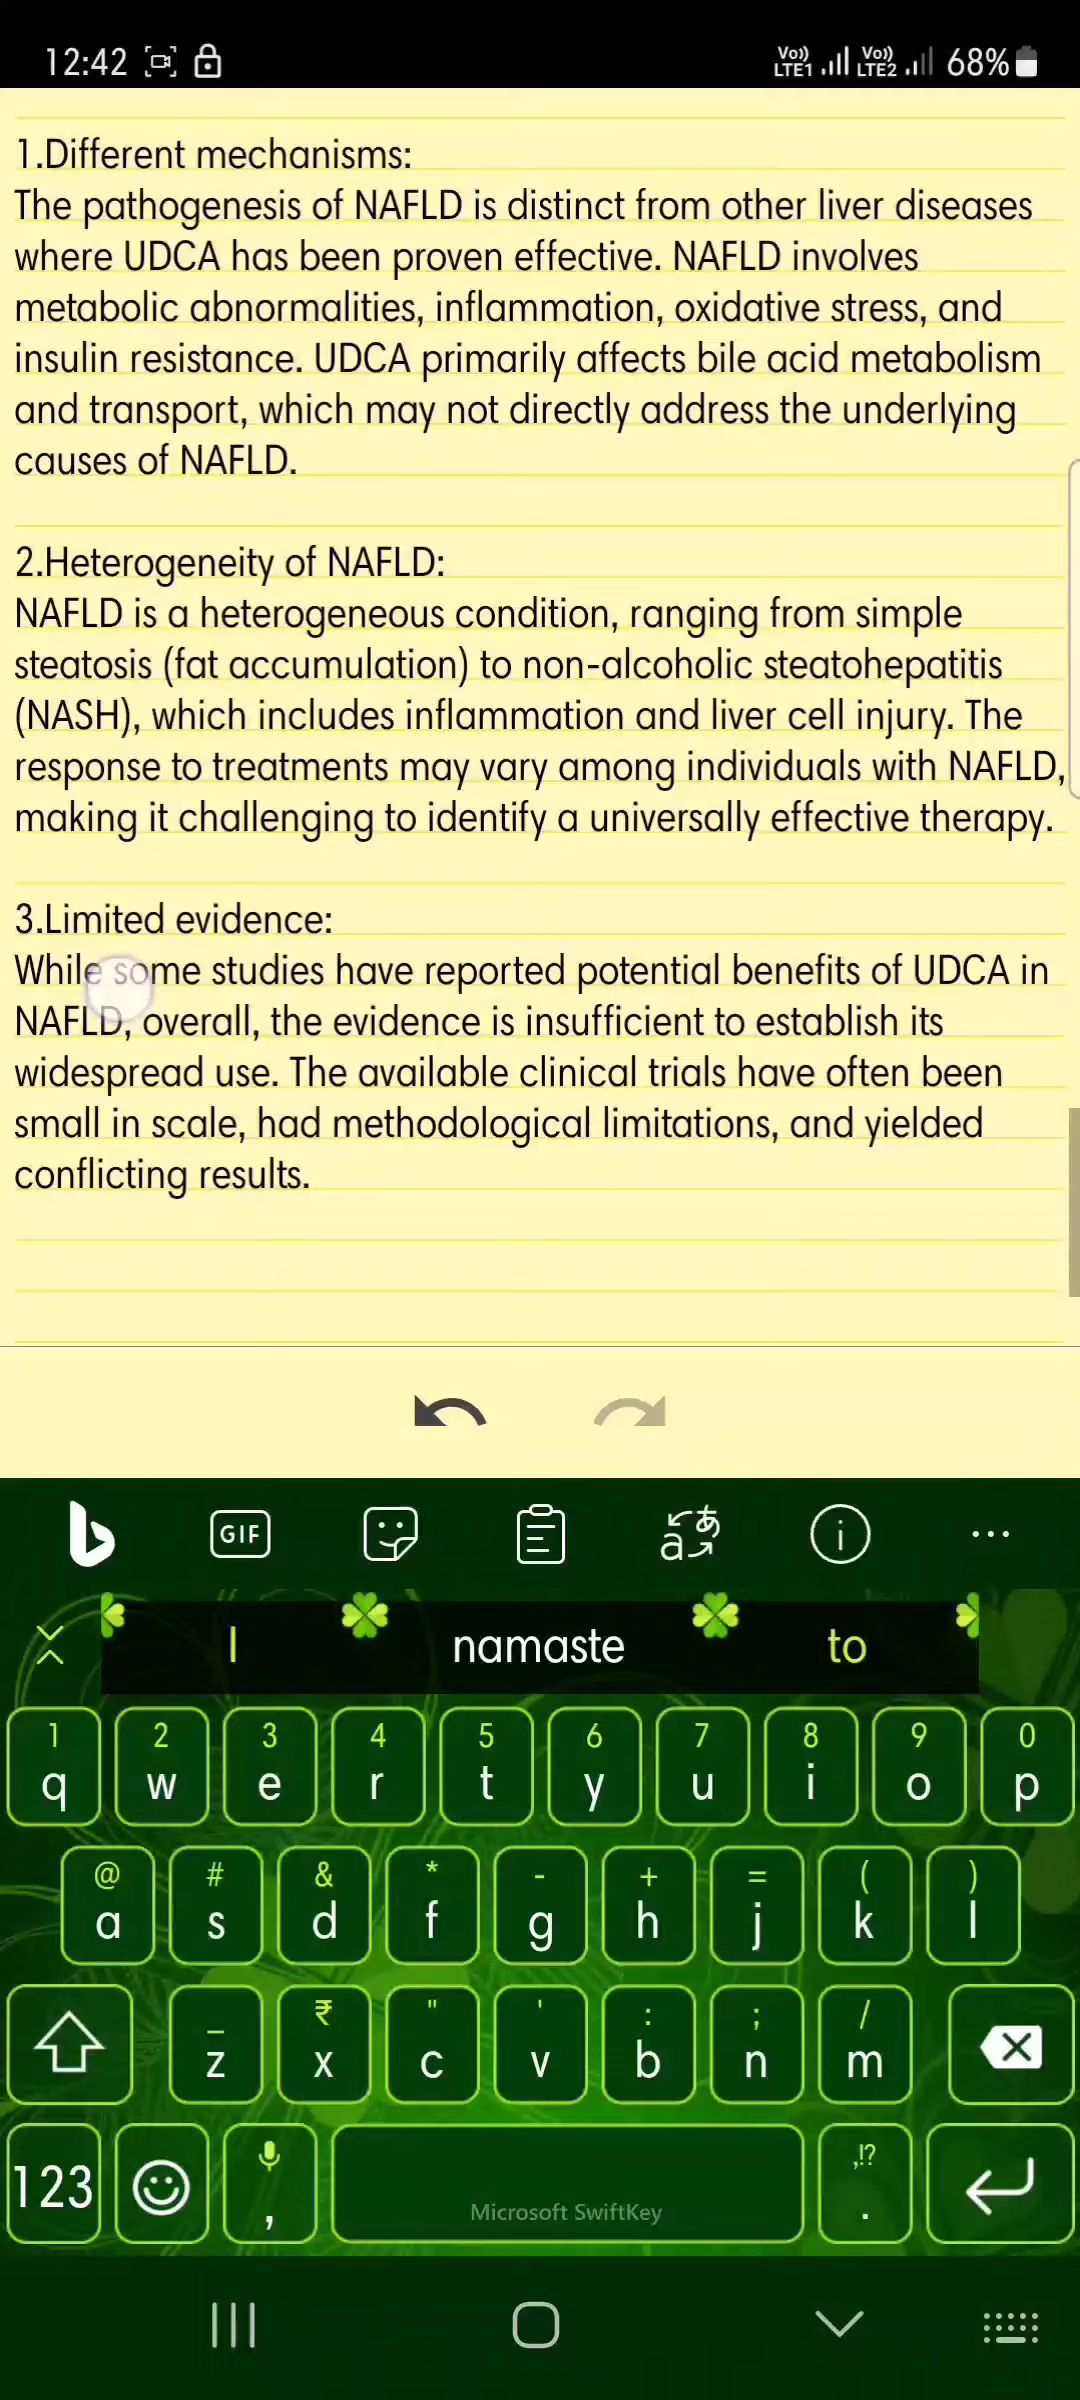 12:42 Vo)) LTE1 Vo)) LTE2 68%
1.Different mechanisms:
The pathogenesis of NAFLD is distinct from other liver diseases
where UDCA has been proven effective. NAFLD involves
metabolic abnormalities, inflammation, oxidative stress, and
insulin resistance. UDCA primarily affects bile acid metabolism
and transport, which may not directly address the underlying
causes of NAFLD.
2.Heterogeneity of NAFLD:
NAFLD is a heterogeneous condition, ranging from simple
steatosis (fat accumulation) to non-alcoholic steatohepatitis
(NASH), which includes inflammation and liver cell injury. The
response to treatments may vary among individuals with NAFLD,
making it challenging to identify a universally effective therapy.
3.Limited evidence:
While some studies have reported potential benefits of UDCA in
NAFLD, overall, the evidence is insufficient to establish its
widespread use. The available clinical trials have often been
small in scale, had methodological limitations, and yielded
conflicting results.
GIF aあ i ...
I namaste to
1 2 3 4 5 6 7 8 9 0
q w e r t y u i o p
@ # & * - + = ( )
a s d f g h j k l
_ ₹ " ' : ; /
z x c v b n m
123 , Microsoft SwiftKey ,!? .